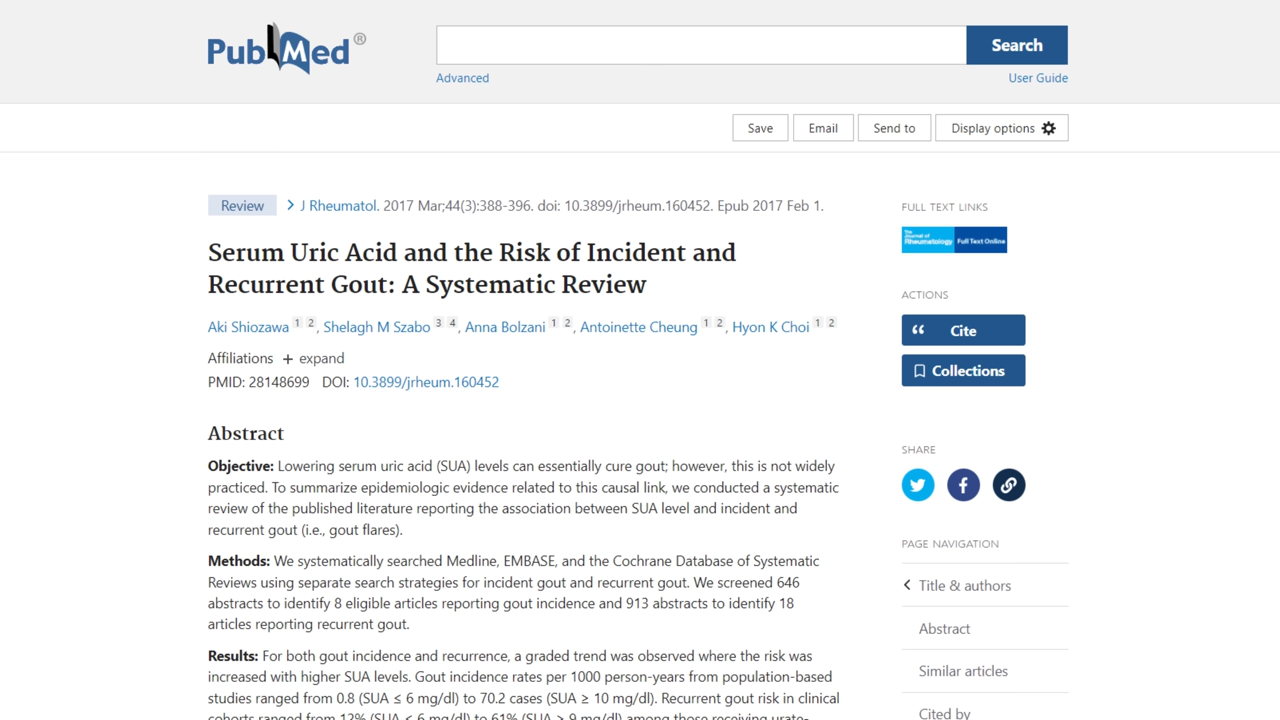 PubMed®
Search
Advanced
User Guide
Save
Email
Send to
Display options
Review
J Rheumatol. 2017 Mar;44(3):388-396. doi: 10.3899/jrheum.160452. Epub 2017 Feb 1.
Serum Uric Acid and the Risk of Incident and
Recurrent Gout: A Systematic Review
Aki Shiozawa 1 2, Shelagh M Szabo 3 4, Anna Bolzani 1 2, Antoinette Cheung 1 2, Hyon K Choi 1 2
Affiliations + expand
PMID: 28148699 DOI: 10.3899/jrheum.160452
Abstract
Objective: Lowering serum uric acid (SUA) levels can essentially cure gout; however, this is not widely
practiced. To summarize epidemiologic evidence related to this causal link, we conducted a systematic
review of the published literature reporting the association between SUA level and incident and
recurrent gout (i.e., gout flares).
Methods: We systematically searched Medline, EMBASE, and the Cochrane Database of Systematic
Reviews using separate search strategies for incident gout and recurrent gout. We screened 646
abstracts to identify 8 eligible articles reporting gout incidence and 913 abstracts to identify 18
articles reporting recurrent gout.
Results: For both gout incidence and recurrence, a graded trend was observed where the risk was
increased with higher SUA levels. Gout incidence rates per 1000 person-years from population-based
studies ranged from 0.8 (SUA ≤ 6 mg/dl) to 70.2 cases (SUA ≥ 10 mg/dl). Recurrent gout risk in clinical
cohorts ranged from 12% (SUA ≤ 6 mg/dl) to 61% (SUA ≥ 9 mg/dl) among those receiving urate-
FULL TEXT LINKS
The Journal of
Rheumatology Full Text Online
ACTIONS
Cite
Collections
SHARE
PAGE NAVIGATION
Title & authors
Abstract
Similar articles
Cited by